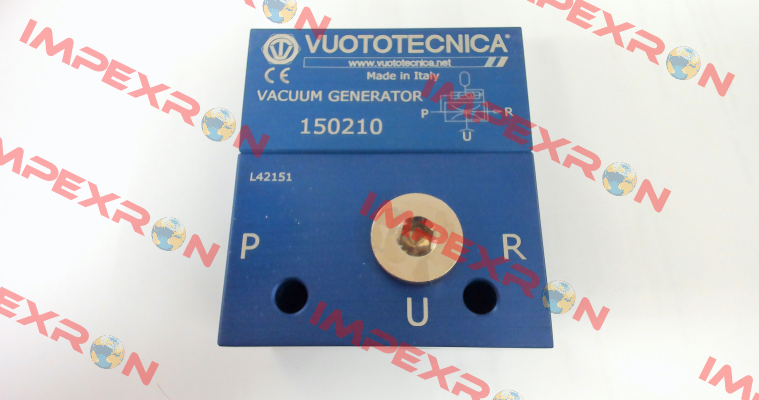 VUOTOTECNICA®
www.vuototecnica.net
CE
Made in Italy
VACUUM GENERATOR
150210
P R
U
L42151
P R
U
IMPEXRON
IMPEXRON
IMPEXRON
IMPEXRON
IMPEXRON
IMPEXRON
IMPEXRON
IMPEXRON